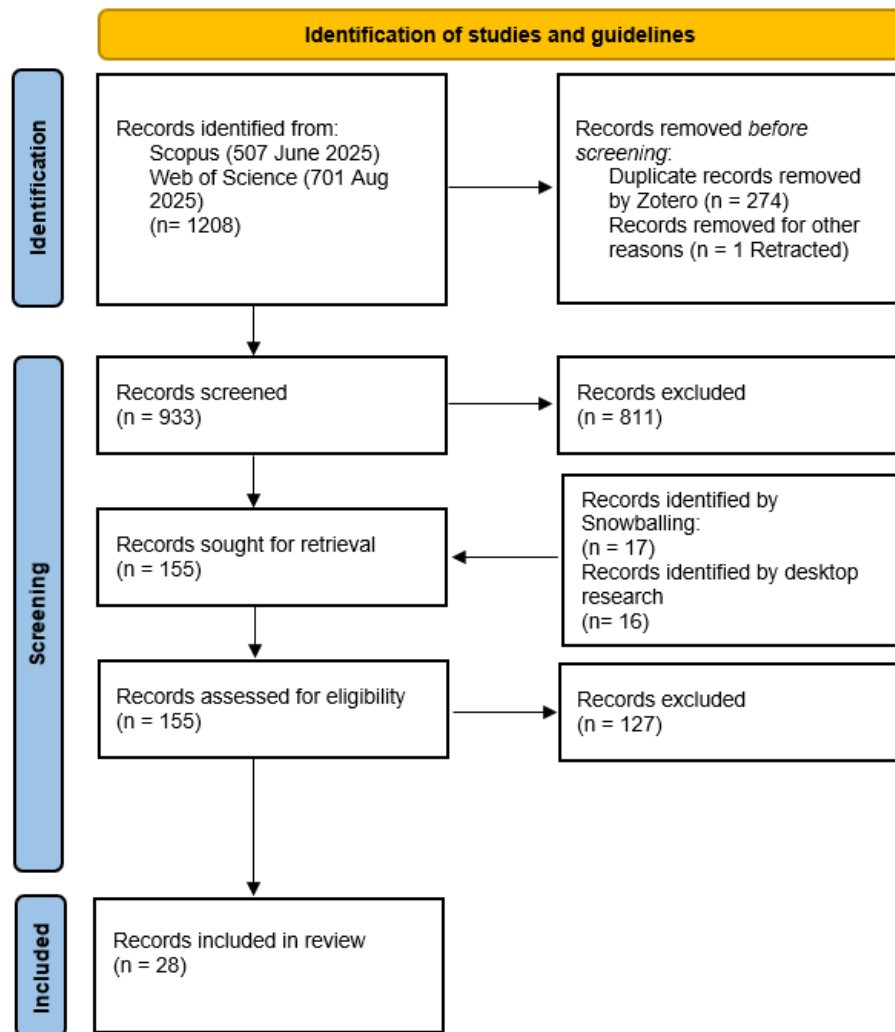 Identification of studies and guidelines
Identification
Records identified from:
Scopus (507 June 2025)
Web of Science (701 Aug
2025)
(n= 1208)
Records removed before
screening:
Duplicate records removed
by Zotero (n = 274)
Records removed for other
reasons (n = 1 Retracted)
Screening
Records screened
(n = 933)
Records excluded
(n = 811)
Records sought for retrieval
(n = 155)
Records identified by
Snowballing:
(n = 17)
Records identified by desktop
research
(n= 16)
Records assessed for eligibility
(n = 155)
Records excluded
(n = 127)
Included
Records included in review
(n = 28)